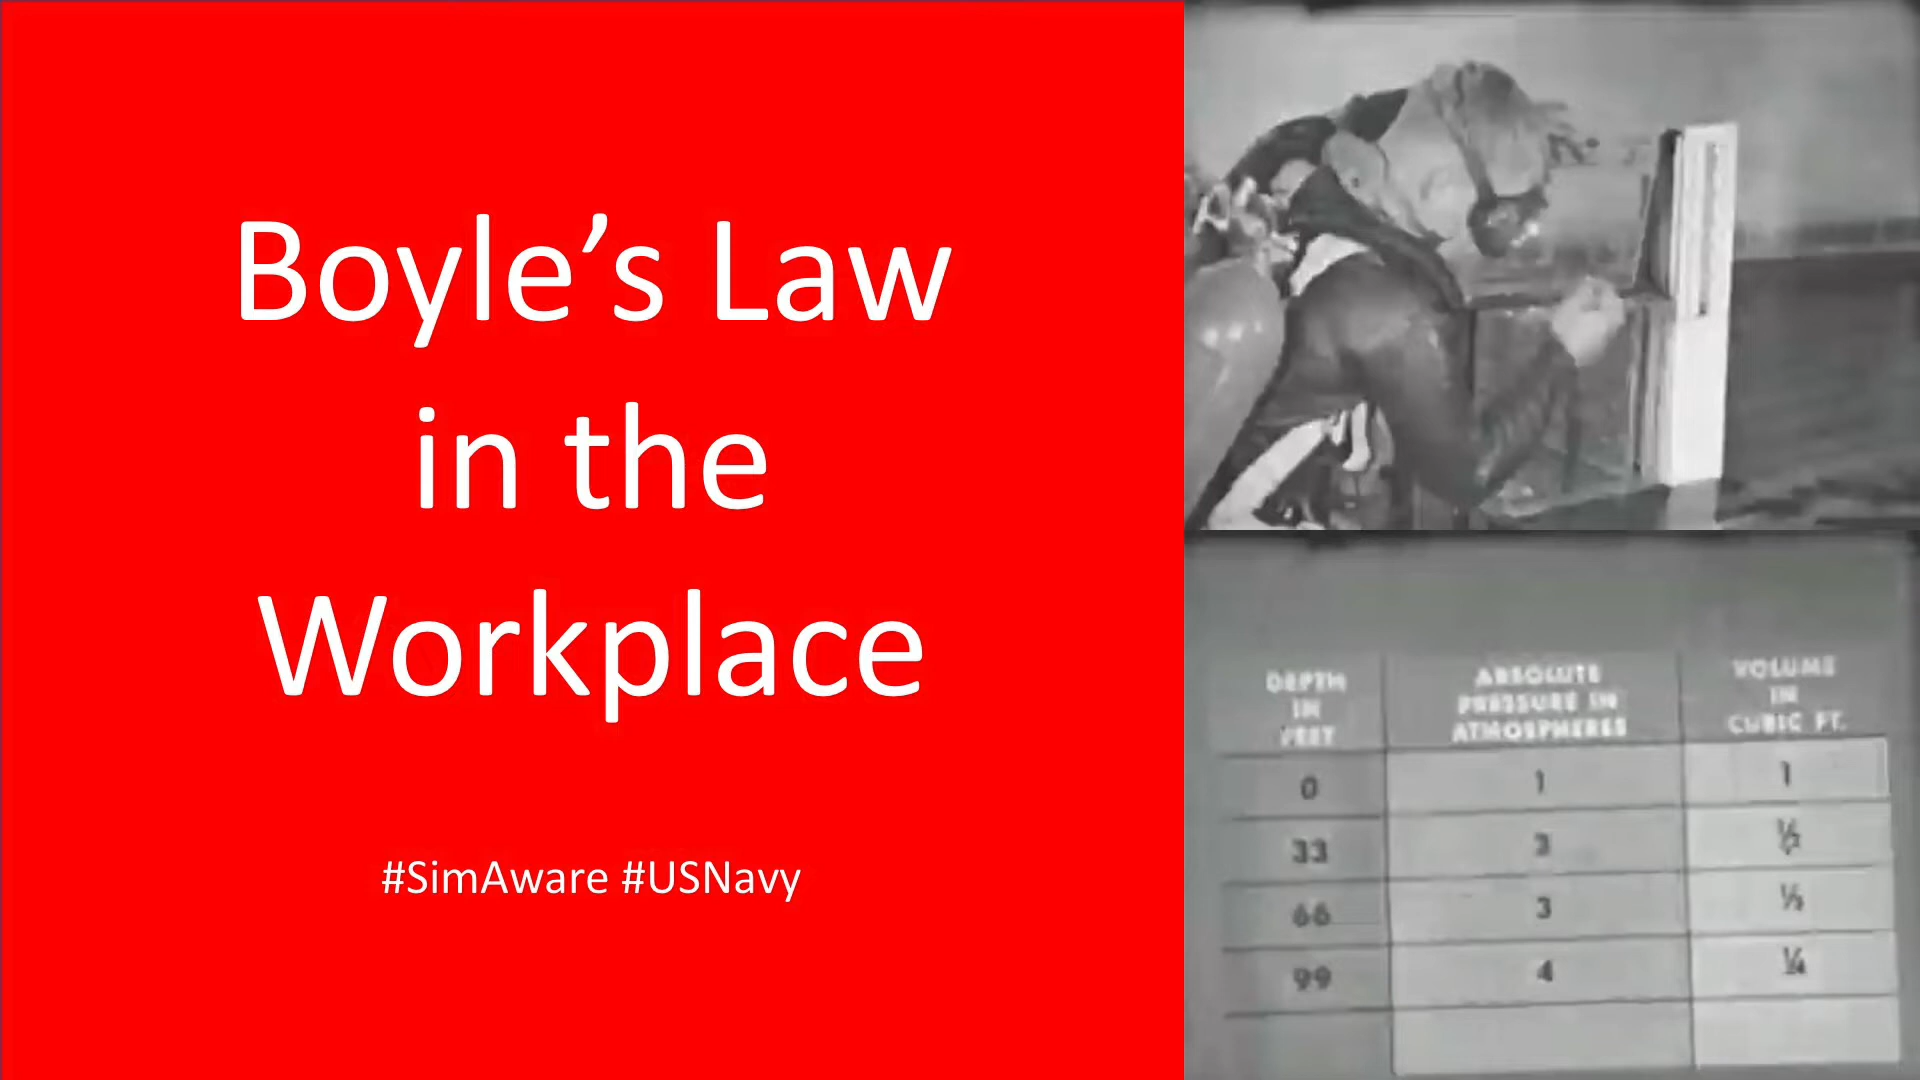 Boyle’s Law
in the
Workplace
#SimAware #USNavy
DEPTH
IN
FEET
ABSOLUTE
PRESSURE IN
ATMOSPHERES
VOLUME
IN
CUBIC FT.
0 1 1
33 2 ½
66 3 ⅓
99 4 ¼